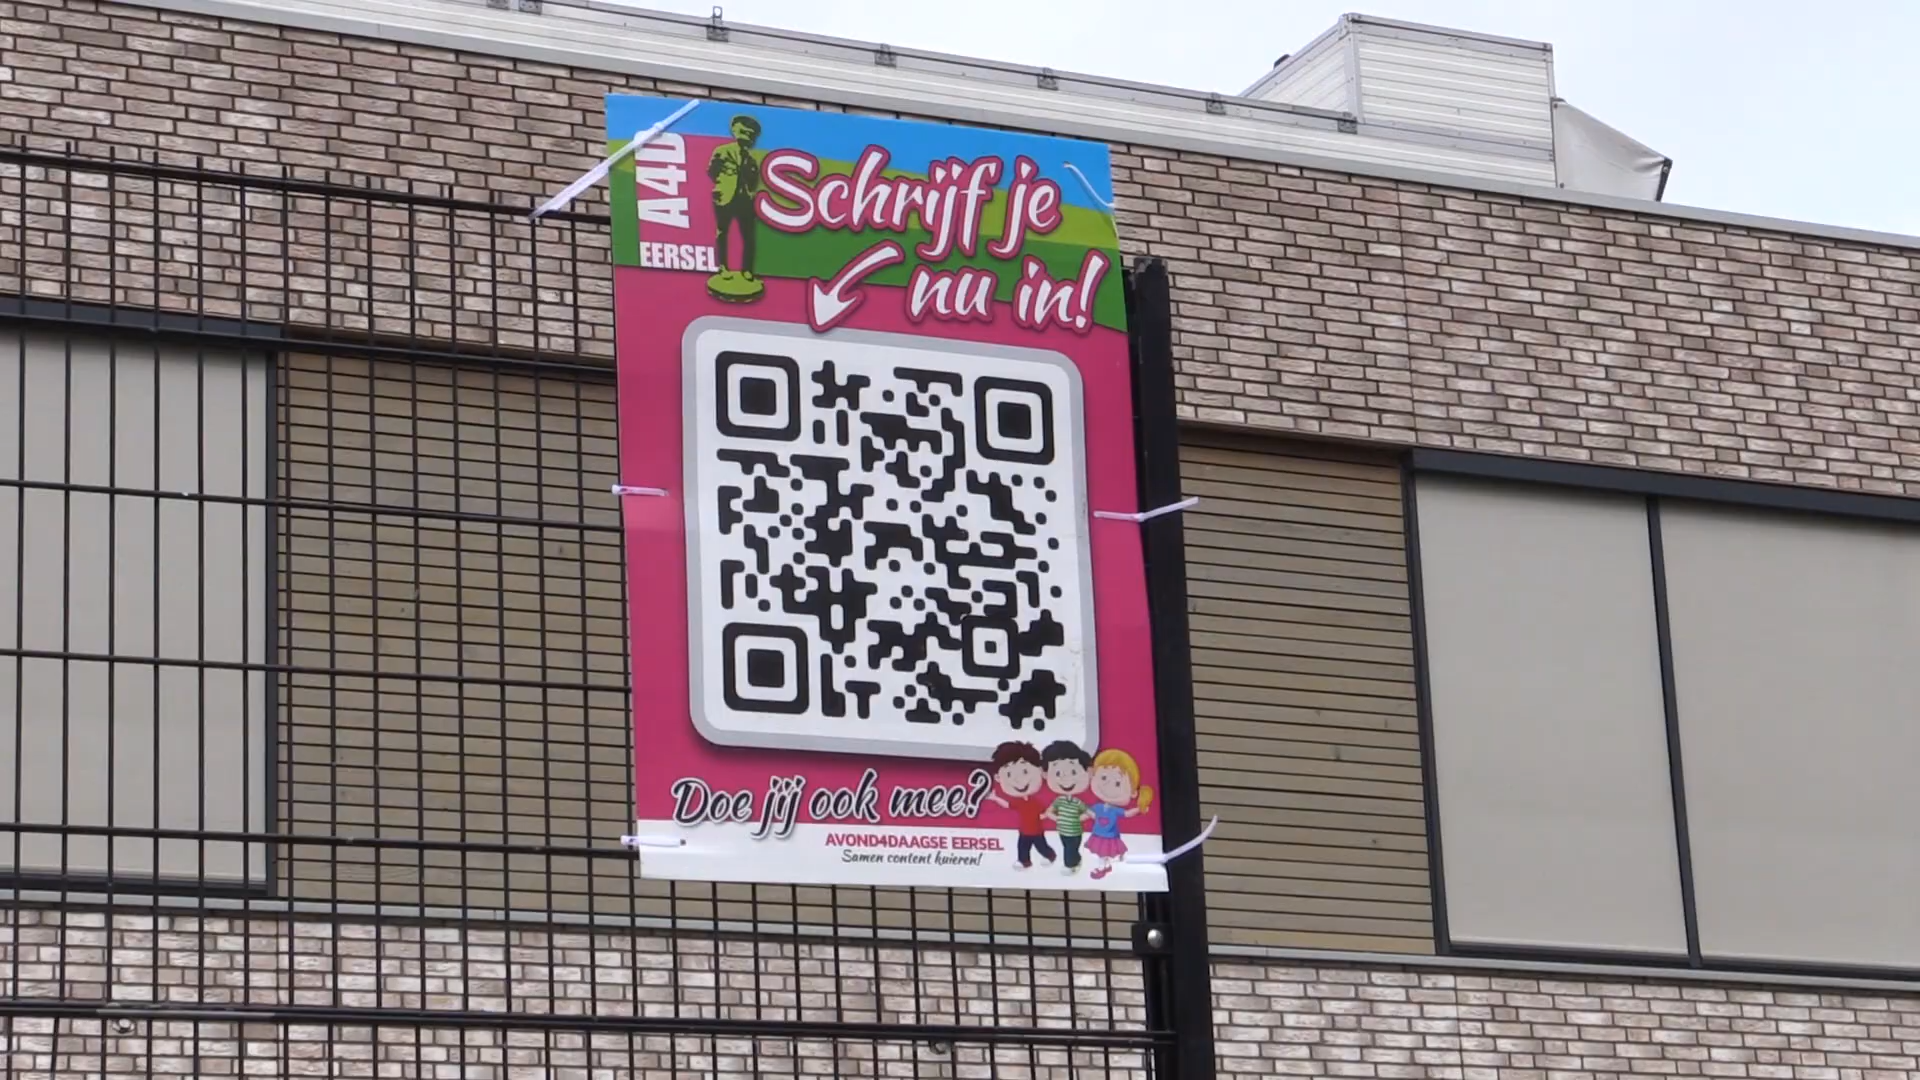 A4D
EERSEL
Schrijf je
nu in!
Doe jij ook mee?
AVOND4DAAGSE EERSEL
Samen content kuieren!